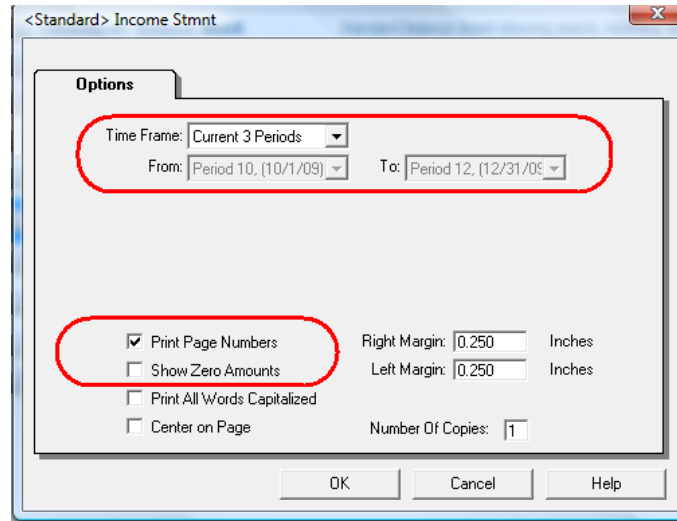 <Standard> Income Stmnt
Options
Time Frame: Current 3 Periods
From: Period 10, (10/1/09) To: Period 12, (12/31/09
Print Page Numbers Right Margin: 0.250 Inches
Show Zero Amounts Left Margin: 0.250 Inches
Print All Words Capitalized
Center on Page Number Of Copies: 1
OK Cancel Help